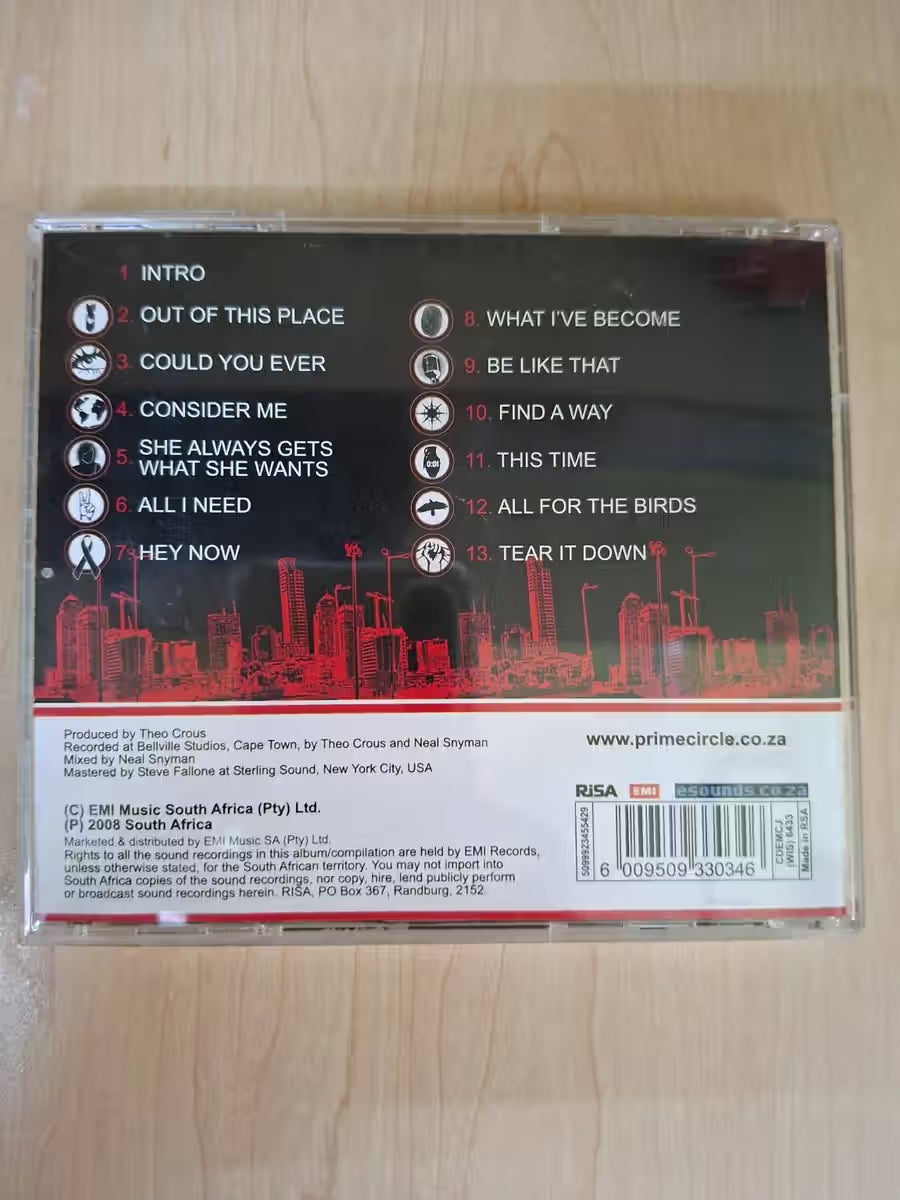 1 INTRO
2. OUT OF THIS PLACE
3. COULD YOU EVER
4. CONSIDER ME
5. SHE ALWAYS GETS
WHAT SHE WANTS
6. ALL I NEED
7. HEY NOW
8. WHAT I'VE BECOME
9. BE LIKE THAT
10. FIND A WAY
11. THIS TIME
0:01
12. ALL FOR THE BIRDS
13. TEAR IT DOWN
Produced by Theo Crous
Recorded at Bellville Studios, Cape Town, by Theo Crous and Neal Snyman
Mixed by Neal Snyman
Mastered by Steve Fallone at Sterling Sound, New York City, USA
(C) EMI Music South Africa (Pty) Ltd.
(P) 2008 South Africa
Marketed & distributed by EMI Music SA (Pty) Ltd.
Rights to all the sound recordings in this album/compilation are held by EMI Records,
unless otherwise stated, for the South African territory. You may not import into
South Africa copies of the sound recordings, nor copy, hire, lend publicly perform
or broadcast sound recordings herein. RISA, PO Box 367, Randburg, 2152
www.primecircle.co.za
RiSA EMI esounds.co.za
5099923455429
6 009509 330346
CDEMCJ
(WIS) 6433
Made in RSA